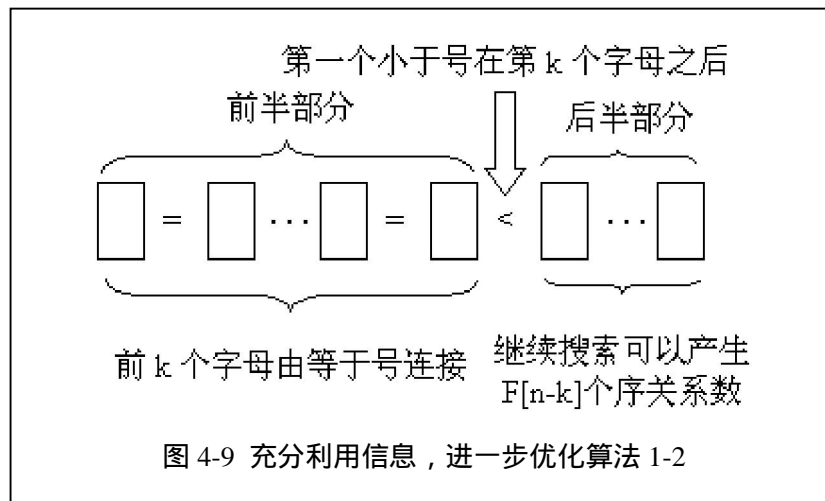 第一个小于号在第 k 个字母之后
前半部分
后半部分
= ··· = < ···
前 k 个字母由等于号连接
继续搜索可以产生
F[n-k]个序关系数
图 4-9 充分利用信息，进一步优化算法 1-2